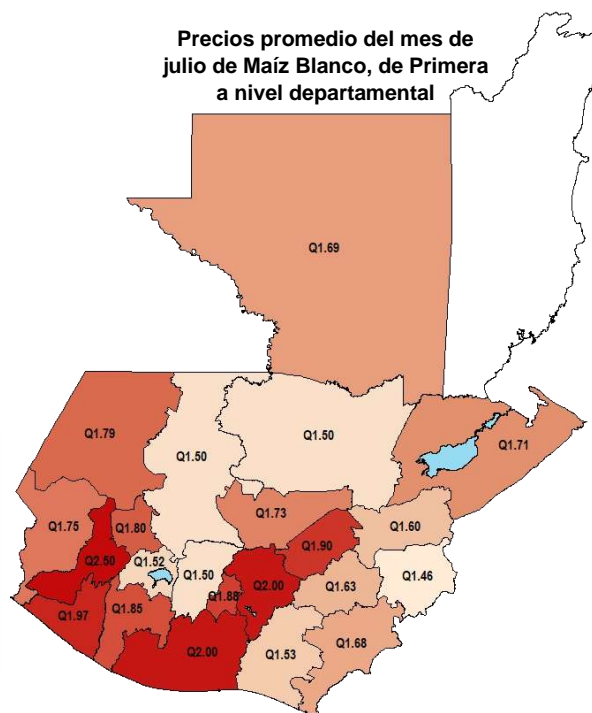 Precios promedio del mes de
julio de Maíz Blanco, de Primera
a nivel departamental
Q1.69
Q1.79
Q1.50
Q1.50
Q1.71
Q1.75
Q1.80
Q1.73
Q1.60
Q2.50
Q1.52
Q1.50
Q1.90
Q1.46
Q1.97
Q1.85
Q1.88
Q2.00
Q1.63
Q2.00
Q1.53
Q1.68